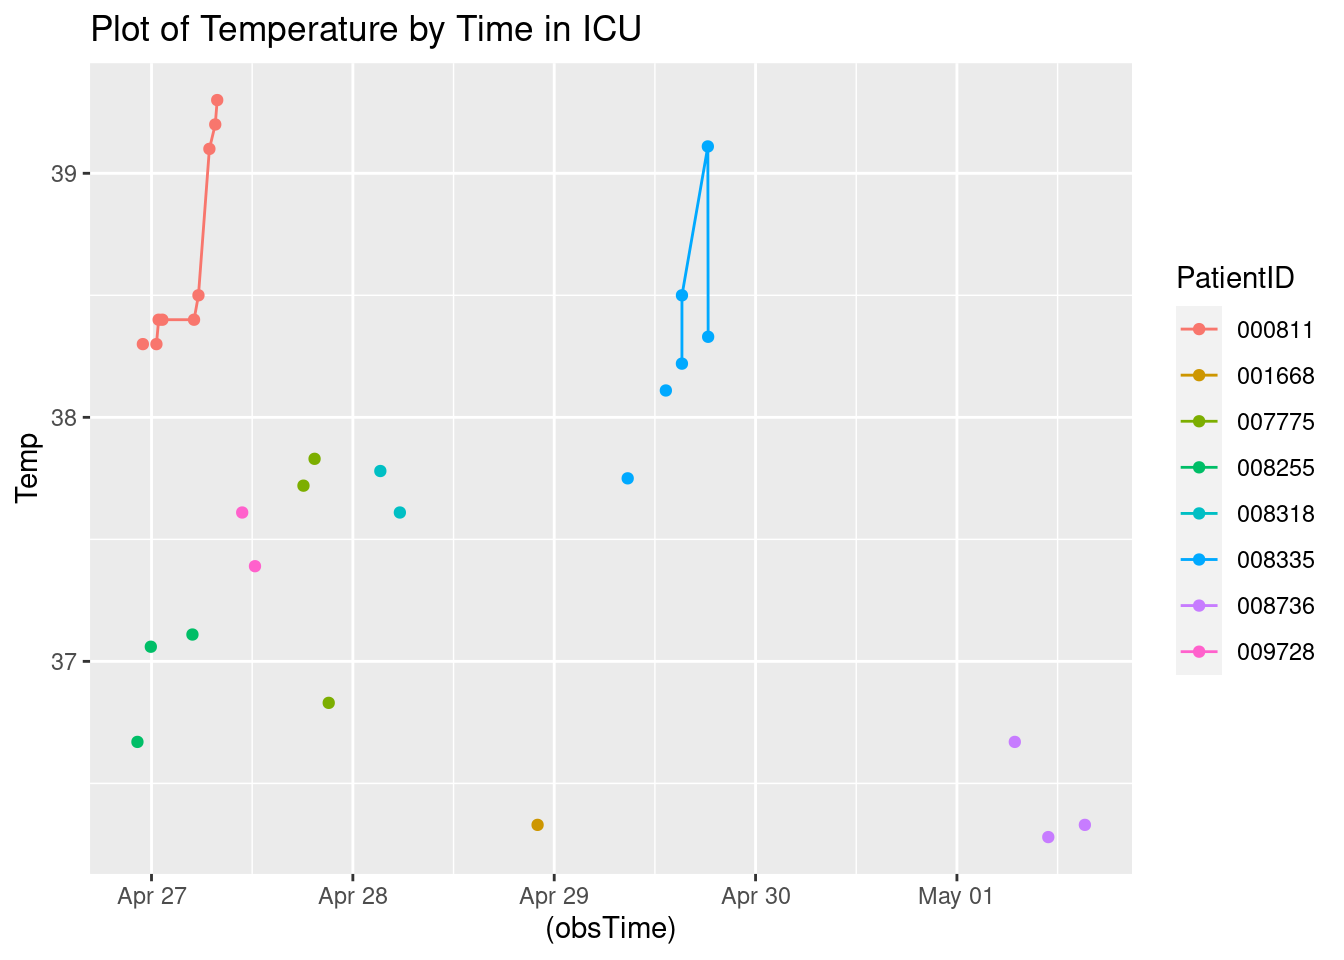 Plot of Temperature by Time in ICU
39
38
37
Temp
Apr 27
Apr 28
Apr 29
Apr 30
May 01
(obsTime)
PatientID
000811
001668
007775
008255
008318
008335
008736
009728